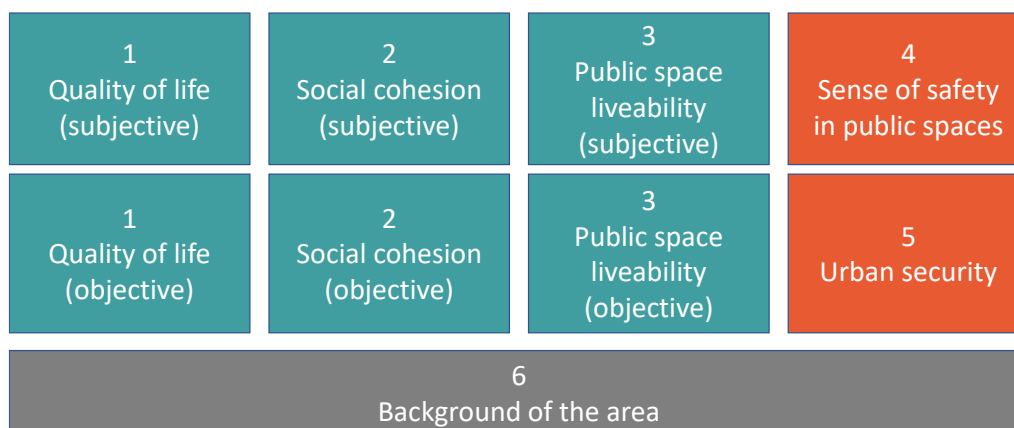 1
Quality of life
(subjective)
2
Social cohesion
(subjective)
3
Public space
liveability
(subjective)
4
Sense of safety
in public spaces
1
Quality of life
(objective)
2
Social cohesion
(objective)
3
Public space
liveability
(objective)
5
Urban security
6
Background of the area